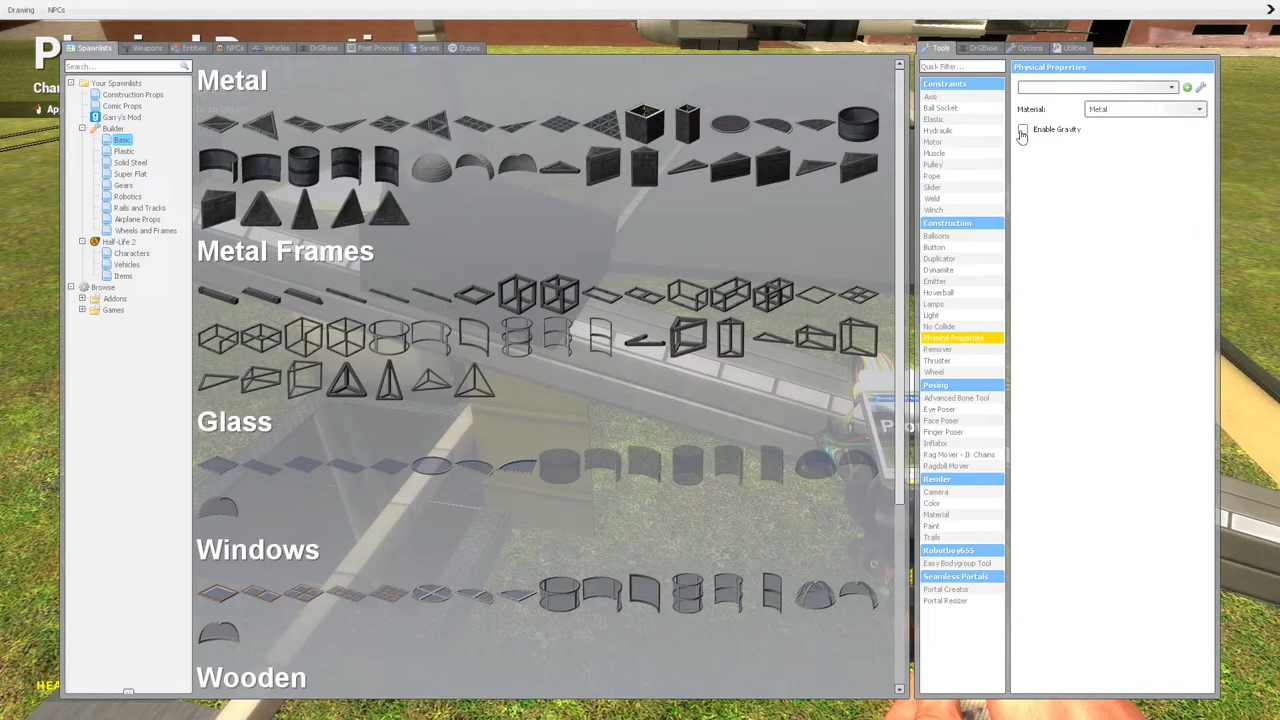 Drawing NPCs
Spawnlists Weapons Entities NPCs Vehicles DrGBase Post Process Saves Dupes
Search...
Your Spawnlists
Construction Props
Comic Props
Garry's Mod
Builder
Basic
Plastic
Solid Steel
Super Flat
Gears
Robotics
Rails and Tracks
Airplane Props
Wheels and Frames
Half-Life 2
Characters
Vehicles
Items
Browse
Addons
Games
Metal
Metal Frames
Glass
Windows
Wooden
Tools DrGBase Options Utilities
Quick Filter...
Constraints
Axis
Ball Socket
Elastic
Hydraulic
Motor
Muscle
Pulley
Rope
Slider
Weld
Winch
Construction
Balloons
Button
Duplicator
Dynamite
Emitter
Hoverball
Lamps
Light
No Collide
Physical Properties
Remover
Thruster
Wheel
Posing
Advanced Bone Tool
Eye Poser
Face Poser
Finger Poser
Inflator
Rag Mover - IK Chains
Ragdoll Mover
Render
Camera
Color
Material
Paint
Trails
Robotboy655
Easy Bodygroup Tool
Seamless Portals
Portal Creator
Portal Resizer
Physical Properties
Material: Metal
Enable Gravity